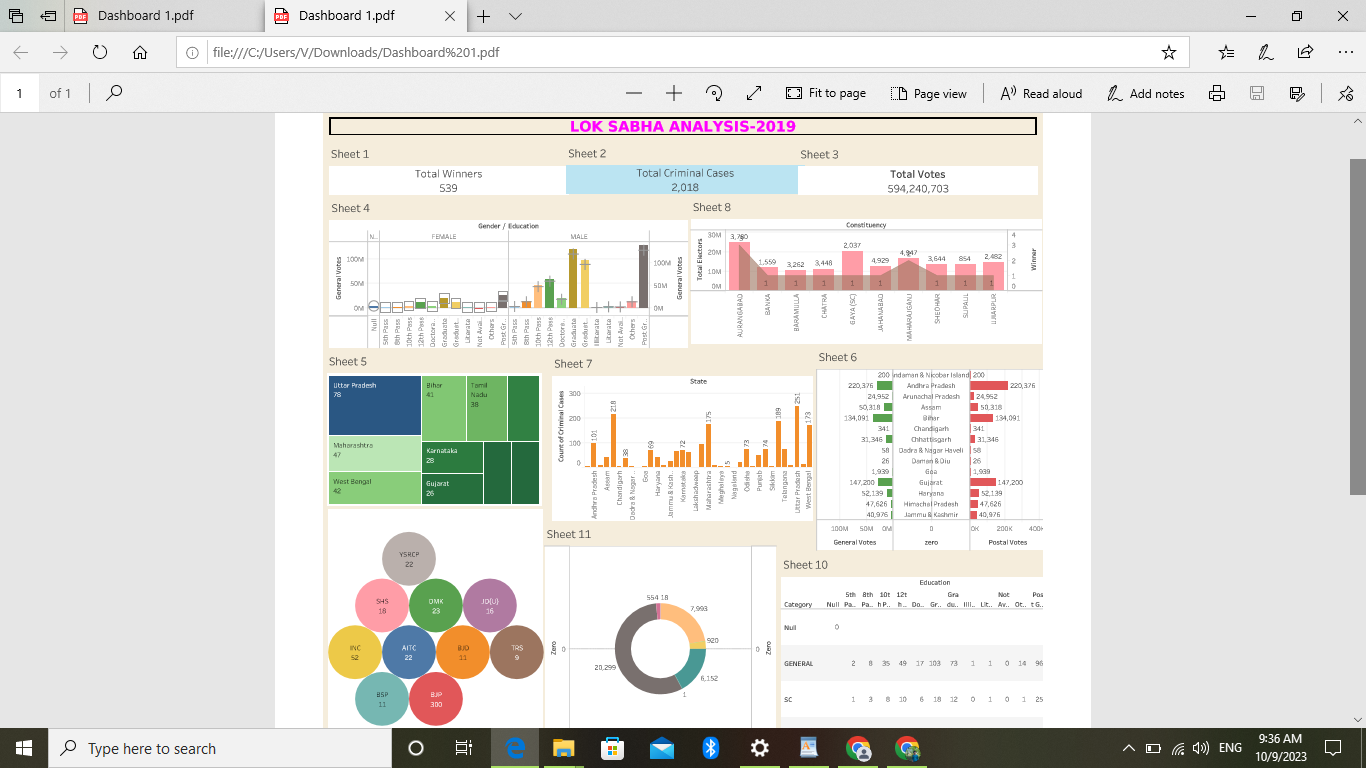 Dashboard 1.pdf
Dashboard 1.pdf
file:///C:/Users/V/Downloads/Dashboard%201.pdf
1 of 1
Fit to page
Page view
Read aloud
Add notes
LOK SABHA ANALYSIS-2019
Sheet 1
Total Winners
539
Sheet 2
Total Criminal Cases
2,018
Sheet 3
Total Votes
594,240,703
Sheet 4
Gender / Education
N..
FEMALE
MALE
General Votes
100M
50M
0M
100M
50M
0M
General Votes
Null
5th Pass
8th Pass
10th Pass
12th Pass
Doctora..
Graduate
Graduat..
Literate
Not Avai..
Others
Post Gr..
5th Pass
8th Pass
10th Pass
12th Pass
Doctora..
Graduate
Graduat..
Illiterate
Literate
Not Avai..
Others
Post Gr..
Sheet 8
Constituency
Total Electors
30M
20M
10M
0M
1,559
3,262
3,448
2,037
4,929
3,644
854
2,482
1 1 1 1 1 1 1 1
4
3
2
1
0
Winner
AURANGABAD
BANKA
BARAMULLA
CHATRA
GAYA (SC)
JAHANABAD
MAHARAJGANJ
SHEOHAR
SUPAUL
UJIARPUR
Sheet 5
Uttar Pradesh
78
Bihar
41
Tamil
Nadu
38
Maharashtra
47
Karnataka
28
West Bengal
42
Gujarat
26
Sheet 7
State
Count of Criminal Cases
300
200
100
0
101
218
38
69
72
175
5
73
74
189
251
173
Andhra Pradesh
Assam
Chandigarh
Dadra & Nagar ..
Goa
Haryana
Jammu & Kash..
Karnataka
Lakshadweep
Maharashtra
Meghalaya
Nagaland
Odisha
Punjab
Sikkim
Telangana
Uttar Pradesh
West Bengal
Sheet 6
200 ndaman & Nicobar Island 200
220,376 Andhra Pradesh 220,376
24,952 Arunachal Pradesh 24,952
50,318 Assam 50,318
134,091 Bihar 134,091
341 Chandigarh 341
31,346 Chhattisgarh 31,346
58 Dadra & Nagar Haveli 58
26 Daman & Diu 26
1,939 Goa 1,939
147,200 Gujarat 147,200
52,139 Haryana 52,139
47,626 Himachal Pradesh 47,626
40,976 Jammu & Kashmir 40,976
100M 50M 0M 0 0K 200K 400K
General Votes zero Postal Votes
YSRCP
22
SHS
18
DMK
23
JD(U)
16
INC
52
AITC
22
BJD
11
TRS
9
BSP
11
BJP
300
Sheet 11
Zero
0
554 18
7,993
920
6,152
1
20,299
0
Zero
Sheet 10
Education
5th 8th 10t 12t Gra Not Pos
Category Null Pa.. Pa.. h P.. h .. Do.. Gr.. du.. Ill.. Lit.. Av.. Ot.. t G..
Null 0
GENERAL 2 8 35 49 17 103 73 1 1 0 14 96
SC 1 3 8 10 6 18 12 0 1 0 1 25
Type here to search
ENG
9:36 AM
10/9/2023